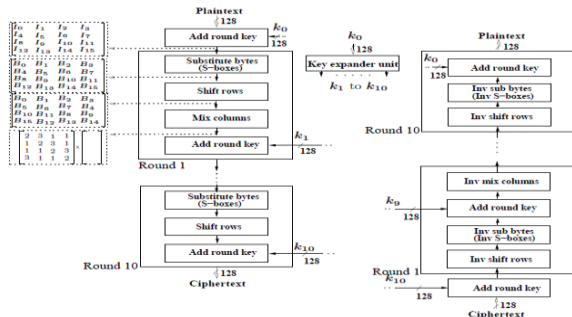 I0 I1 I2 I3
I4 I5 I6 I7
I8 I9 I10 I11
I12 I13 I14 I15
B0 B1 B2 B3
B4 B5 B6 B7
B8 B9 B10 B11
B12 B13 B14 B15
B0 B1 B2 B3
B5 B6 B7 B4
B10 B11 B8 B9
B15 B12 B13 B14
2 3 1 1
1 2 3 1
1 1 2 3
3 1 1 2
×
Plaintext
128
k0
128
Add round key
Substitute bytes
(S-boxes)
Shift rows
Mix columns
Add round key
k1
128
Round 1
Substitute bytes
(S-boxes)
Shift rows
Add round key
k10
128
Round 10
128
Ciphertext
k0
128
Key expander unit
k1 to k10
Plaintext
128
k0
128
Add round key
Inv sub bytes
(Inv S-boxes)
Inv shift rows
Round 10
Inv mix columns
k9
128
Add round key
Inv sub bytes
(Inv S-boxes)
Inv shift rows
Round 1
k10
128
Add round key
128
Ciphertext